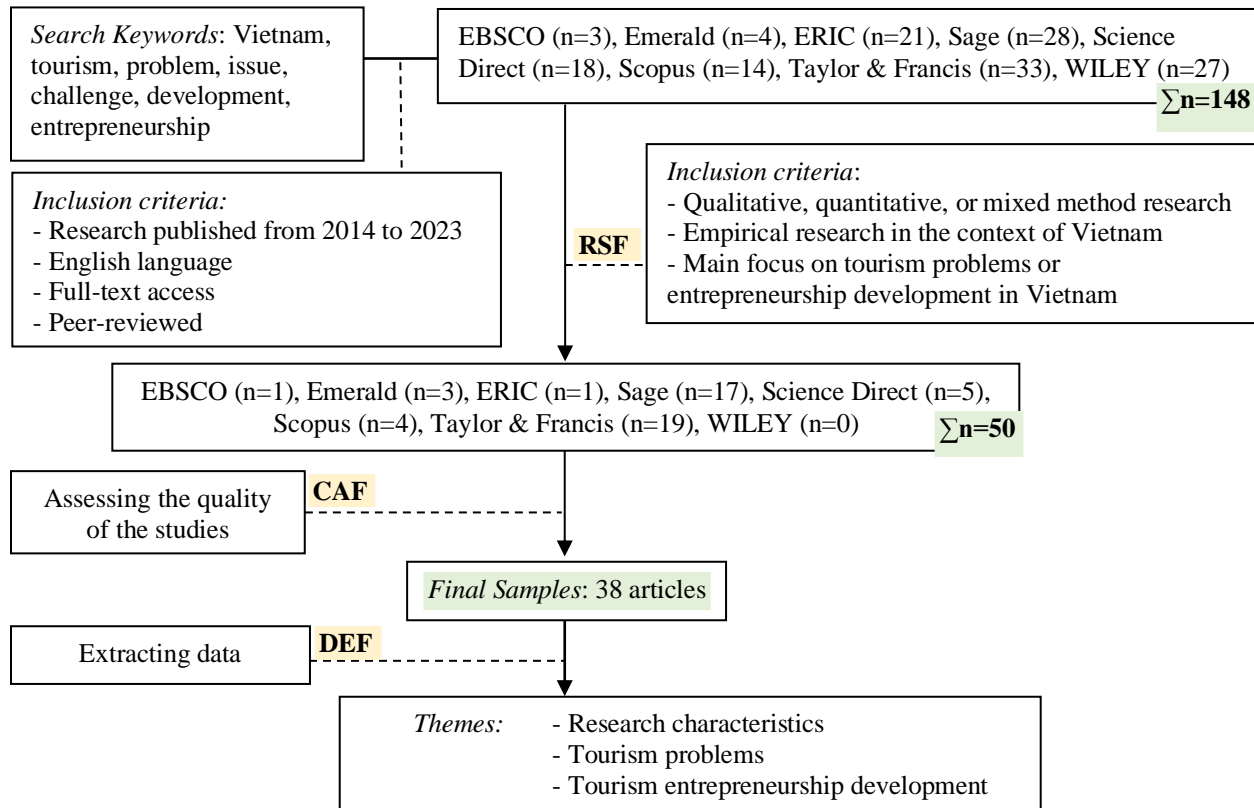 Search Keywords: Vietnam,
tourism, problem, issue,
challenge, development,
entrepreneurship
EBSCO (n=3), Emerald (n=4), ERIC (n=21), Sage (n=28), Science
Direct (n=18), Scopus (n=14), Taylor & Francis (n=33), WILEY (n=27)
∑n=148
Inclusion criteria:
- Research published from 2014 to 2023
- English language
- Full-text access
- Peer-reviewed
RSF
Inclusion criteria:
- Qualitative, quantitative, or mixed method research
- Empirical research in the context of Vietnam
- Main focus on tourism problems or
entrepreneurship development in Vietnam
EBSCO (n=1), Emerald (n=3), ERIC (n=1), Sage (n=17), Science Direct (n=5),
Scopus (n=4), Taylor & Francis (n=19), WILEY (n=0)
∑n=50
Assessing the quality
of the studies
CAF
Final Samples: 38 articles
Extracting data
DEF
Themes: - Research characteristics
- Tourism problems
- Tourism entrepreneurship development